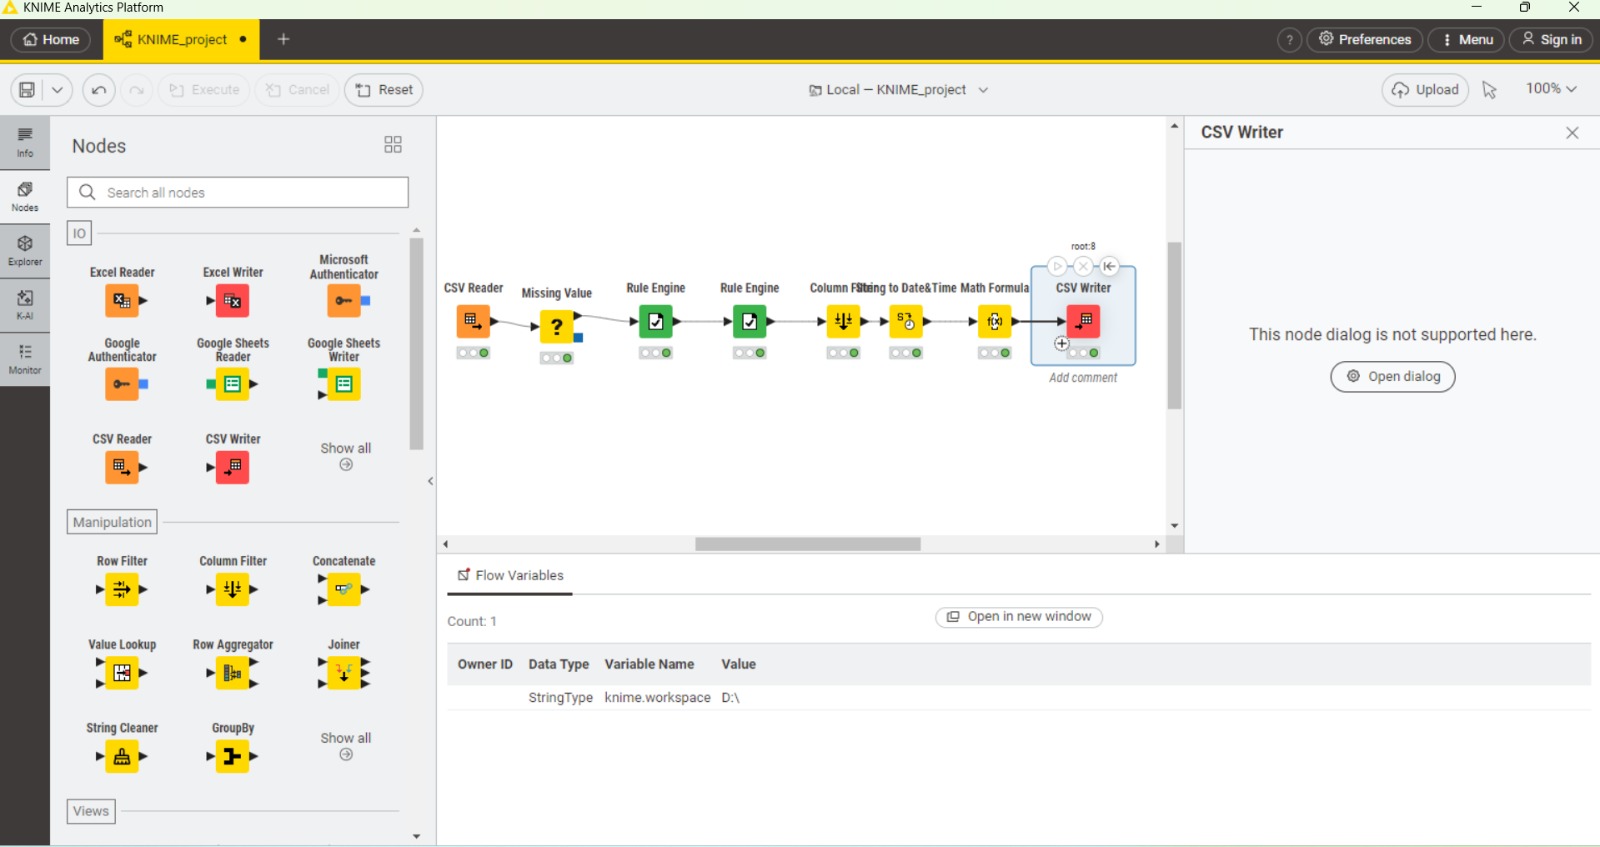 KNIME Analytics Platform
Home
KNIME_project
Preferences
Menu
Sign in
Execute
Cancel
Reset
Local – KNIME_project
Upload
100%
Info
Nodes
Explorer
K-AI
Monitor
Nodes
Search all nodes
IO
Excel Reader
Excel Writer
Microsoft
Authenticator
Google
Authenticator
Google Sheets
Reader
Google Sheets
Writer
CSV Reader
CSV Writer
Show all
Manipulation
Row Filter
Column Filter
Concatenate
Value Lookup
Row Aggregator
Joiner
String Cleaner
GroupBy
Show all
Views
root:8
CSV Reader
Missing Value
Rule Engine
Rule Engine
Column Filter
String to Date&Time
Math Formula
CSV Writer
Add comment
CSV Writer
This node dialog is not supported here.
Open dialog
Flow Variables
Count: 1
Open in new window
Owner ID Data Type Variable Name Value
StringType knime.workspace D:\